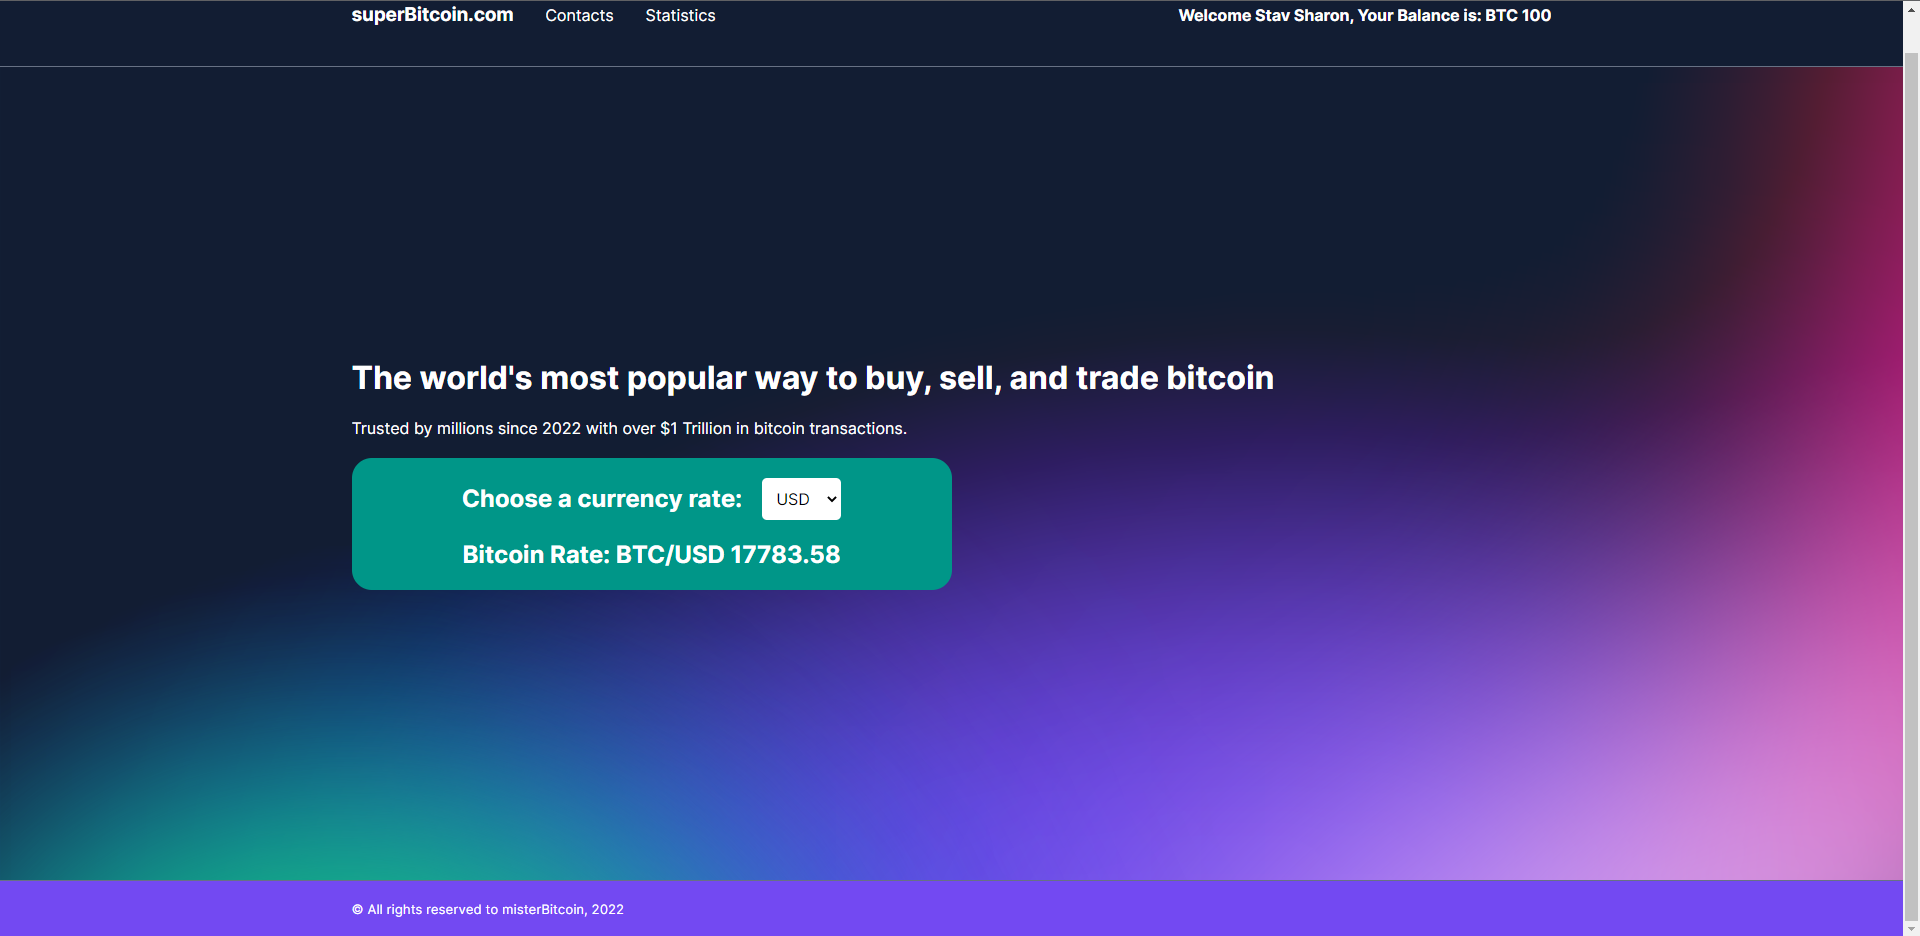 superBitcoin.com Contacts Statistics Welcome Stav Sharon, Your Balance is: BTC 100
The world's most popular way to buy, sell, and trade bitcoin
Trusted by millions since 2022 with over $1 Trillion in bitcoin transactions.
Choose a currency rate: USD
Bitcoin Rate: BTC/USD 17783.58
© All rights reserved to misterBitcoin, 2022